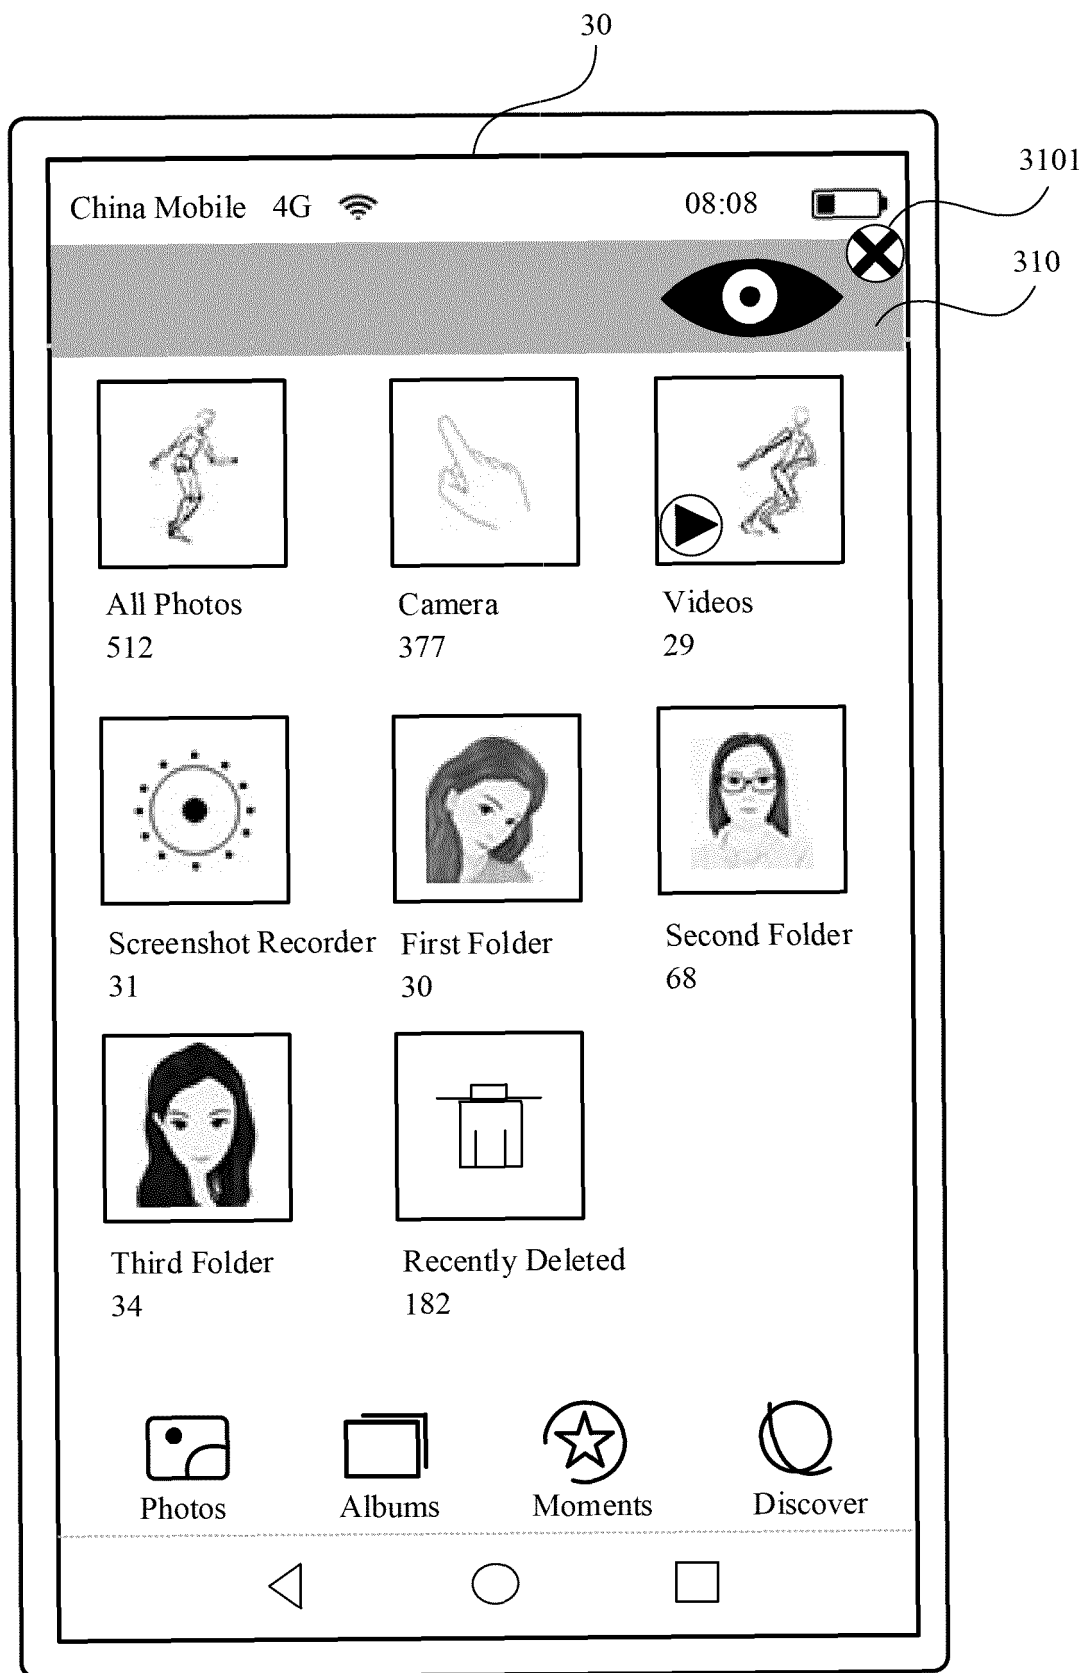 30
3101
China Mobile 4G 08:08
310
All Photos Camera Videos
512 377 29
Screenshot Recorder First Folder Second Folder
31 30 68
Third Folder Recently Deleted
34 182
Photos Albums Moments Discover